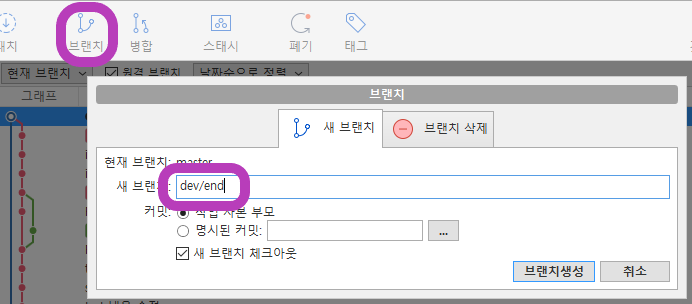 브랜치 병합 스태시 폐기 태그
현재 브랜치 원격 브랜치 날짜순으로 정렬
그래프
브랜치
새 브랜치 브랜치 삭제
현재 브랜치: master
새 브랜치: dev/end
커밋: 작업 사본 부모
명시된 커밋: ...
새 브랜치 체크아웃
브랜치생성 취소